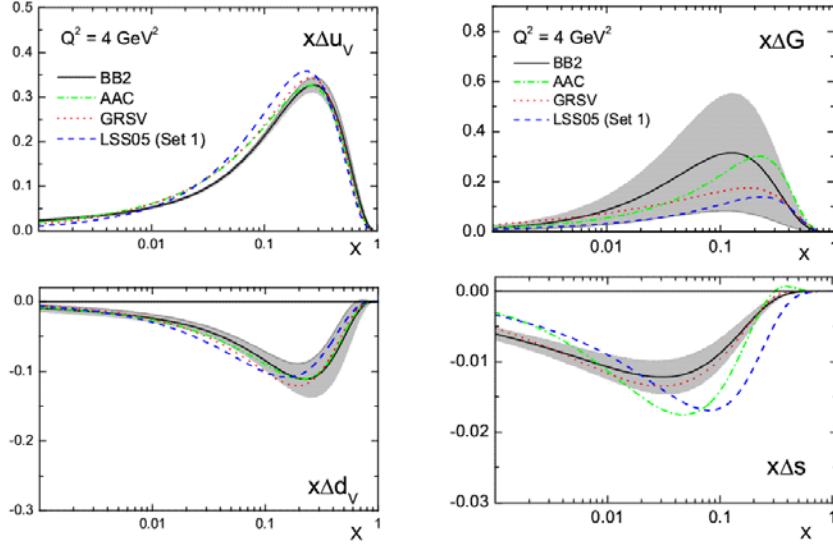 Q² = 4 GeV²
xΔu_V
BB2
AAC
GRSV
LSS05 (Set 1)
0.5
0.4
0.3
0.2
0.1
0.0
0.01
0.1
1
x
Q² = 4 GeV²
xΔG
BB2
AAC
GRSV
LSS05 (Set 1)
0.8
0.6
0.4
0.2
0.0
0.01
0.1
1
x
0.0
-0.1
-0.2
-0.3
xΔd_V
0.01
0.1
1
x
0.00
-0.01
-0.02
-0.03
xΔs
0.01
0.1
1
x